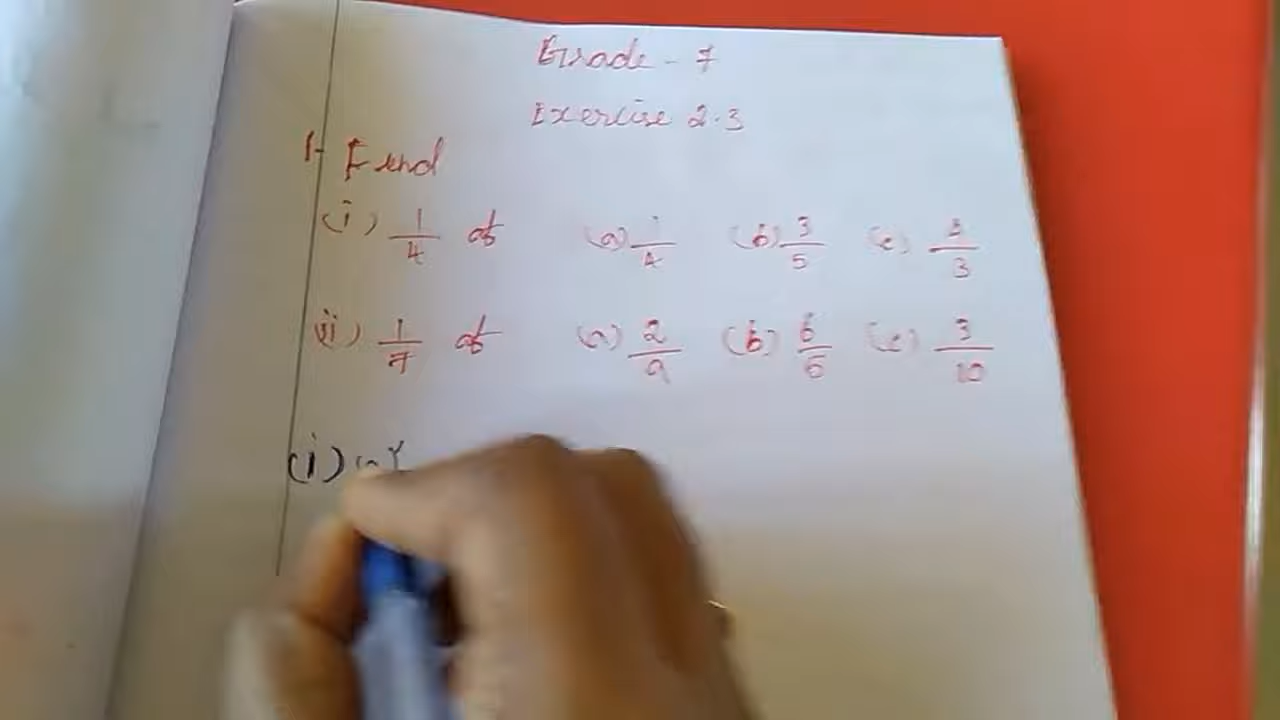 Grade - 7
Exercise 2.3
1. Find
(i) 1/4 of (a) 1/4 (b) 3/5 (c) 4/3
(ii) 1/7 of (a) 2/9 (b) 6/5 (c) 3/10
(i) (a)